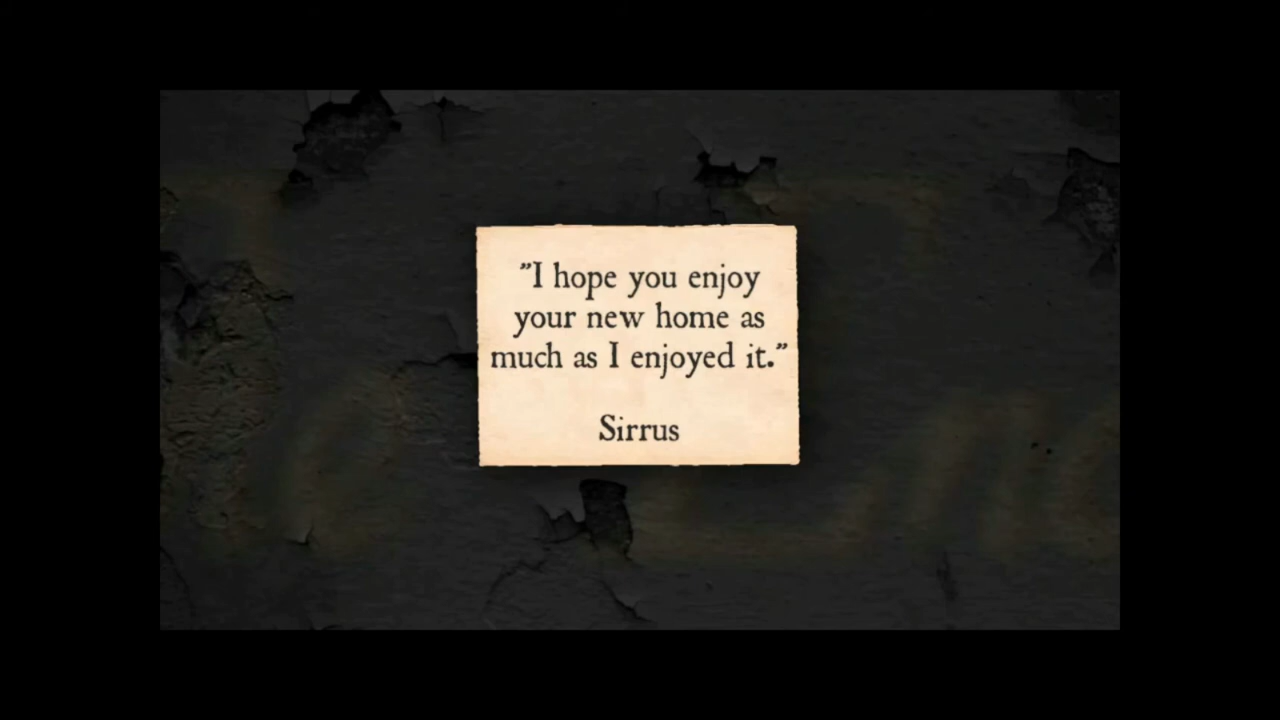 ”I hope you enjoy
your new home as
much as I enjoyed it.”
Sirrus